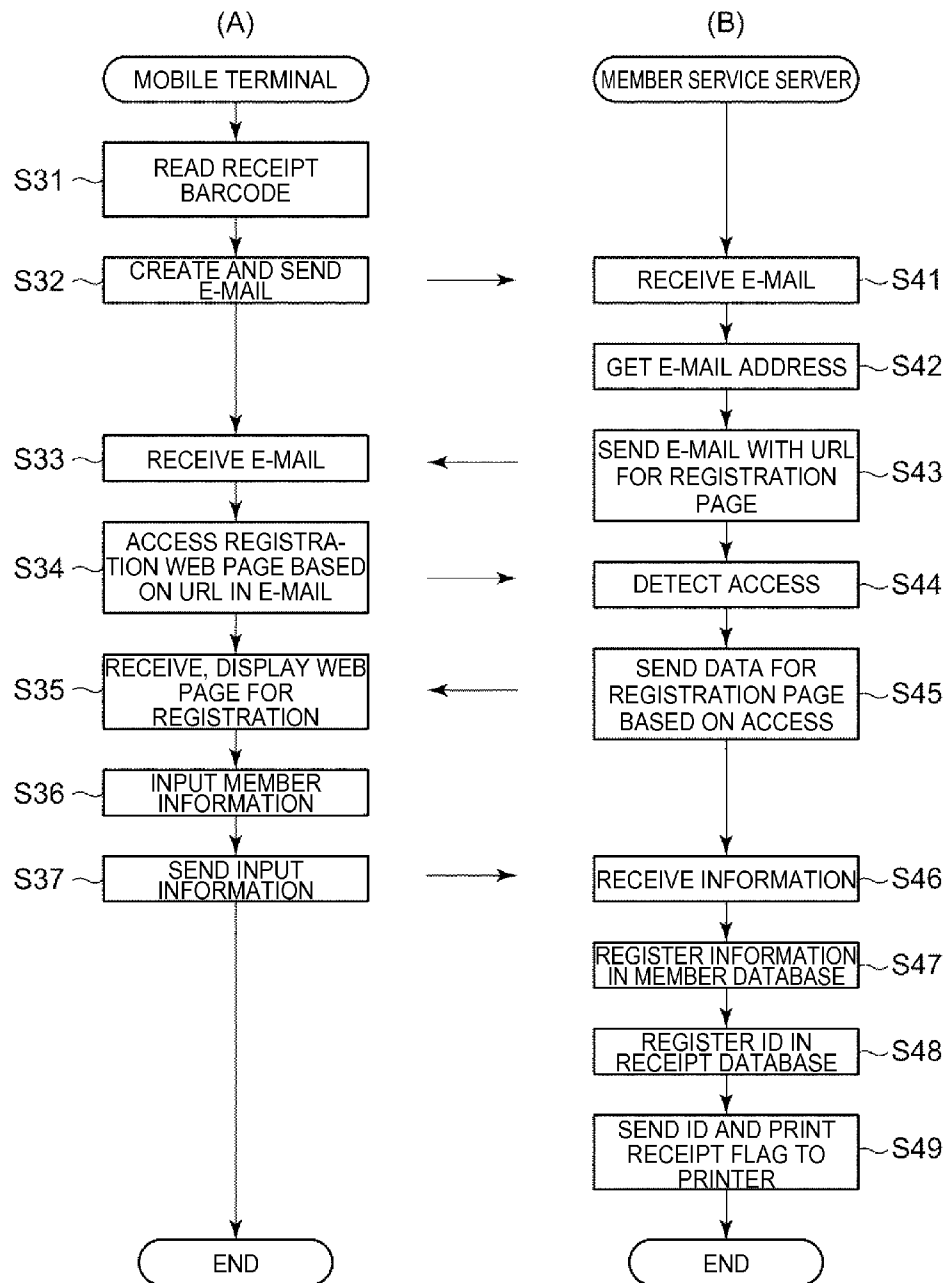 (A)
MOBILE TERMINAL
S31
READ RECEIPT
BARCODE
S32
CREATE AND SEND
E-MAIL
S33
RECEIVE E-MAIL
S34
ACCESS REGISTRA-
TION WEB PAGE BASED
ON URL IN E-MAIL
S35
RECEIVE, DISPLAY WEB
PAGE FOR
REGISTRATION
S36
INPUT MEMBER
INFORMATION
S37
SEND INPUT
INFORMATION
END
(B)
MEMBER SERVICE SERVER
RECEIVE E-MAIL
S41
GET E-MAIL ADDRESS
S42
SEND E-MAIL WITH URL
FOR REGISTRATION
PAGE
S43
DETECT ACCESS
S44
SEND DATA FOR
REGISTRATION PAGE
BASED ON ACCESS
S45
RECEIVE INFORMATION
S46
REGISTER INFORMATION
IN MEMBER DATABASE
S47
REGISTER ID IN
RECEIPT DATABASE
S48
SEND ID AND PRINT
RECEIPT FLAG TO
PRINTER
S49
END